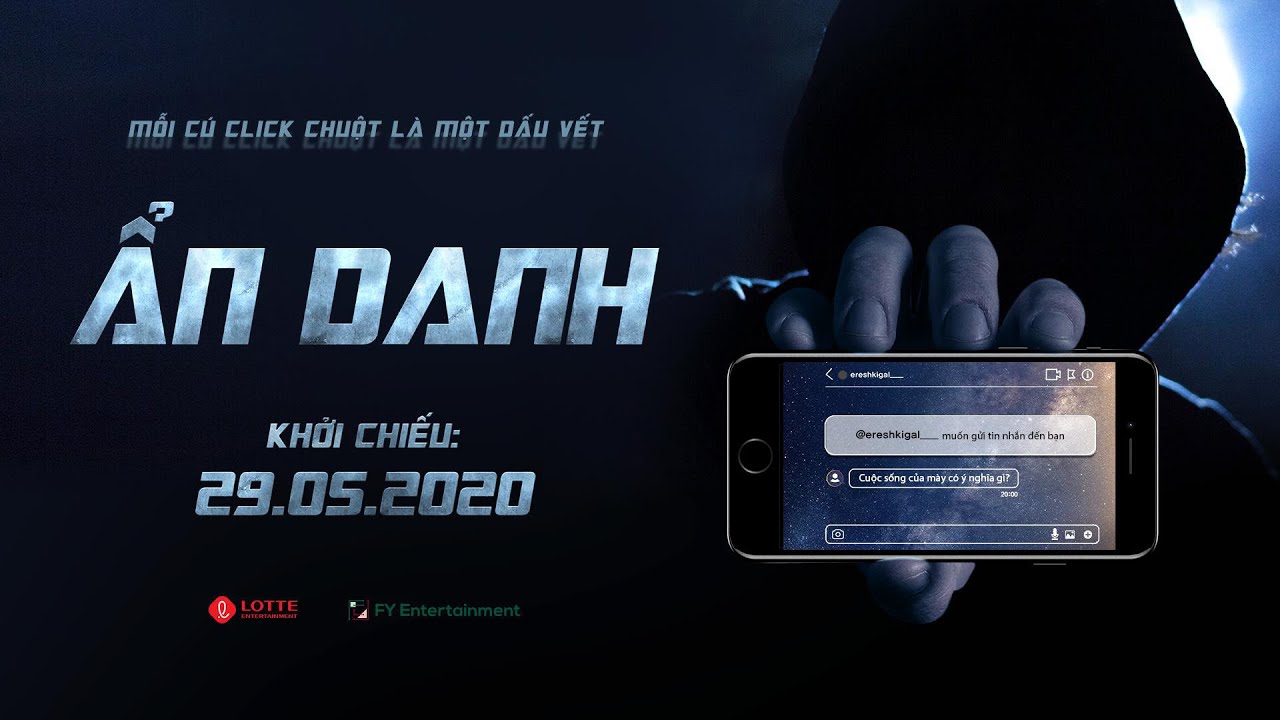 MỖI CÚ CLICK CHUỘT LÀ MỘT DẤU VẾT
ẨN DANH
KHỞI CHIẾU:
29.05.2020
LOTTE
ENTERTAINMENT
FY Entertainment
ereshkigal___
@ereshkigal___ muốn gửi tin nhắn đến bạn
Cuộc sống của mày có ý nghĩa gì?
20:00